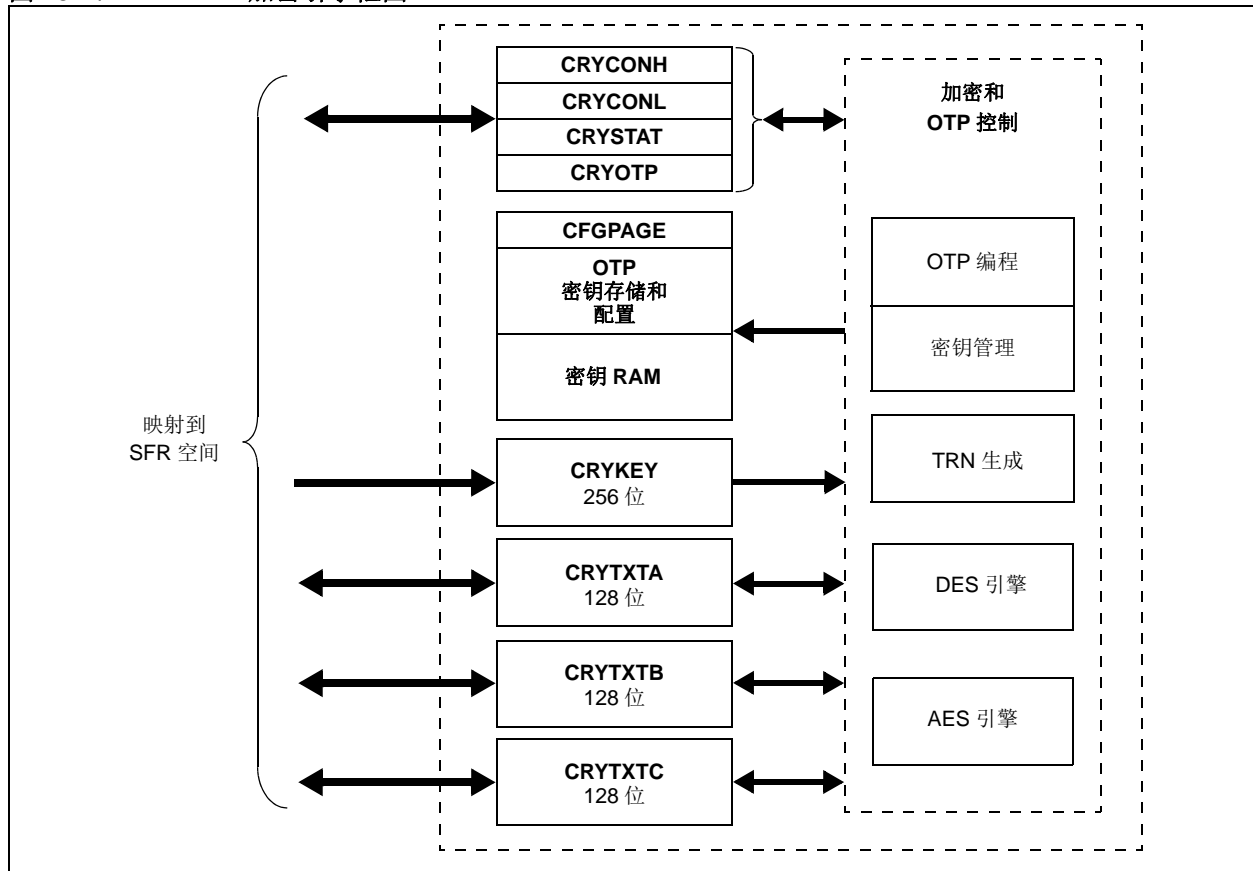 CRYCONH
CRYCONL
CRYSTAT
CRYOTP
CFGPAGE
OTP
密钥存储和
配置
密钥 RAM
映射到
SFR 空间
CRYKEY
256 位
CRYTXTA
128 位
CRYTXTB
128 位
CRYTXTC
128 位
加密和
OTP 控制
OTP 编程
密钥管理
TRN 生成
DES 引擎
AES 引擎